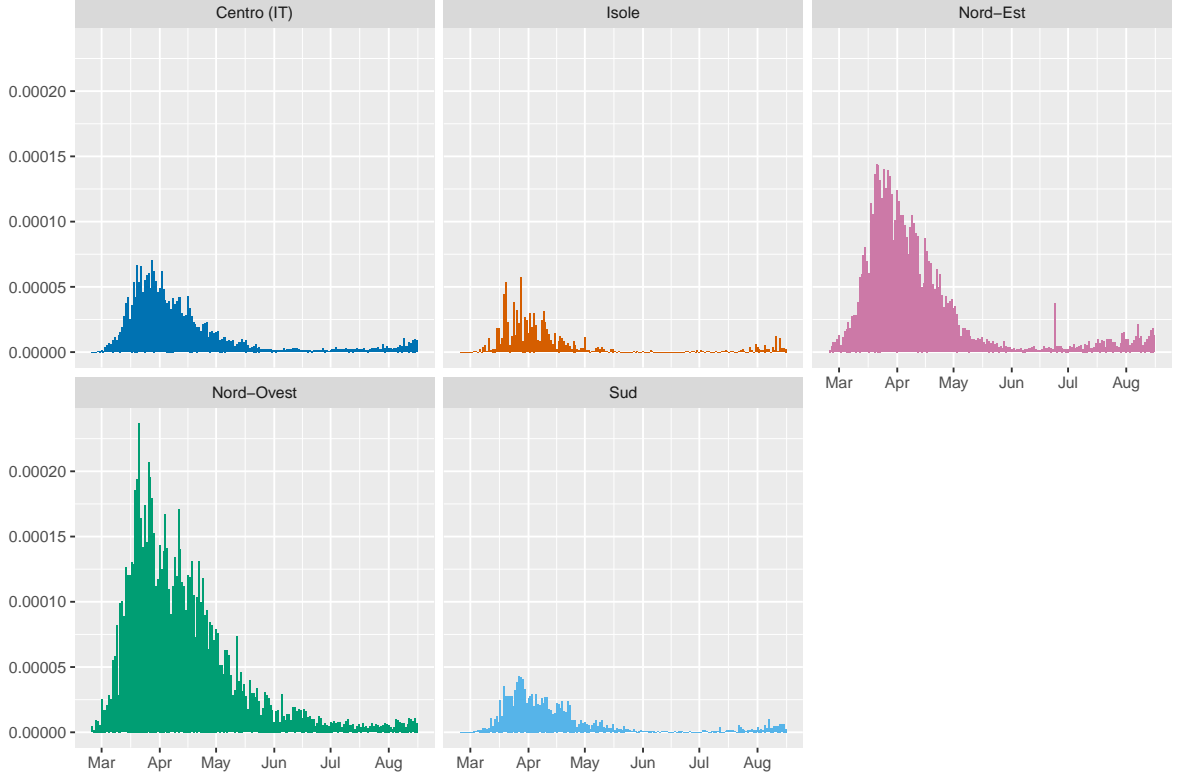 Centro (IT)
Isole
Nord−Est
0.00020
0.00015
0.00010
0.00005
0.00000
Mar Apr May Jun Jul Aug
Nord−Ovest
Sud
0.00020
0.00015
0.00010
0.00005
0.00000
Mar Apr May Jun Jul Aug
Mar Apr May Jun Jul Aug